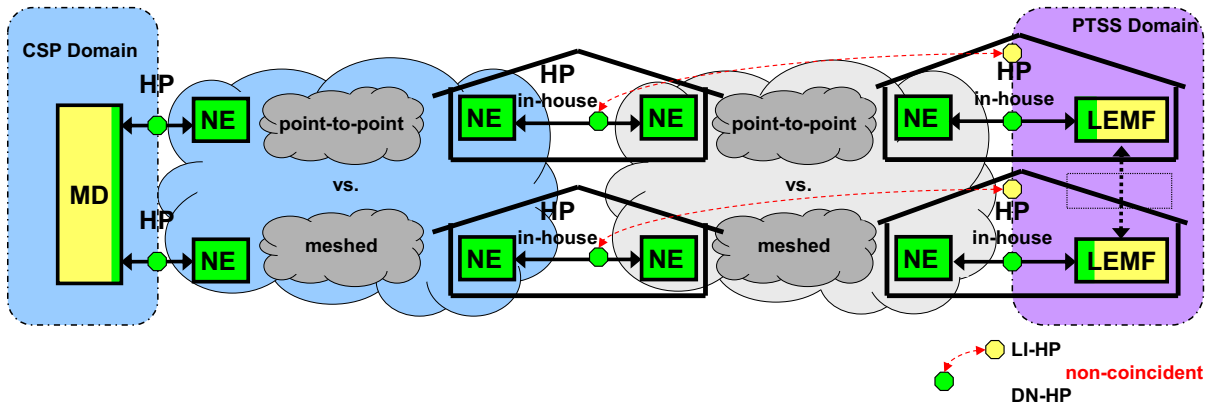 CSP Domain
PTSS Domain
HP
HP
HP
in-house
in-house
NE
point-to-point
NE
NE
point-to-point
NE
LEMF
MD
vs.
vs.
HP
HP
HP
in-house
in-house
NE
meshed
NE
NE
meshed
NE
LEMF
LI-HP
non-coincident
DN-HP